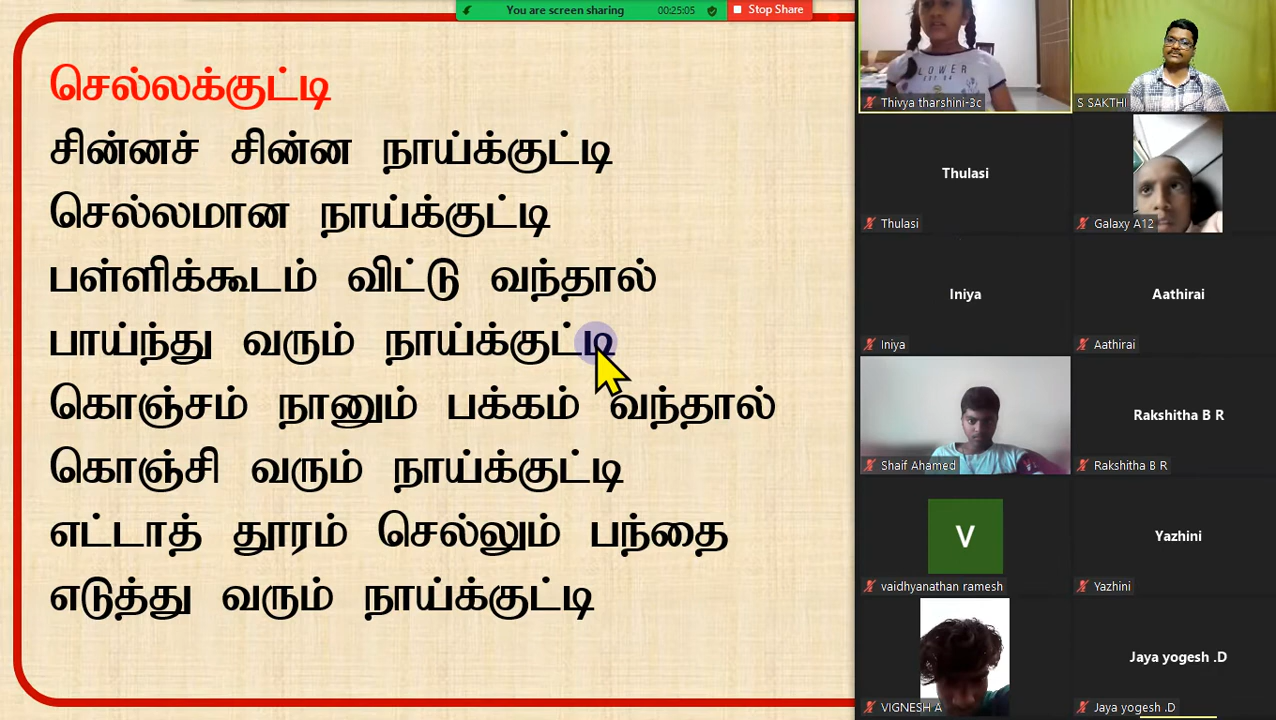 You are screen sharing 00:25:05 Stop Share
செல்லக்குட்டி
சின்னச் சின்ன நாய்க்குட்டி
செல்லமான நாய்க்குட்டி
பள்ளிக்கூடம் விட்டு வந்தால்
பாய்ந்து வரும் நாய்க்குட்டி
கொஞ்சம் நானும் பக்கம் வந்தால்
கொஞ்சி வரும் நாய்க்குட்டி
எட்டாத் தூரம் செல்லும் பந்தை
எடுத்து வரும் நாய்க்குட்டி
FLOWER
Thivya tharshini-3c
S SAKTHI
Thulasi
Thulasi
Galaxy A12
Iniya
Iniya
Aathirai
Aathirai
Shaif Ahamed
Rakshitha B R
Rakshitha B R
V
vaidhyanathan ramesh
Yazhini
Yazhini
VIGNESH A
Jaya yogesh .D
Jaya yogesh .D